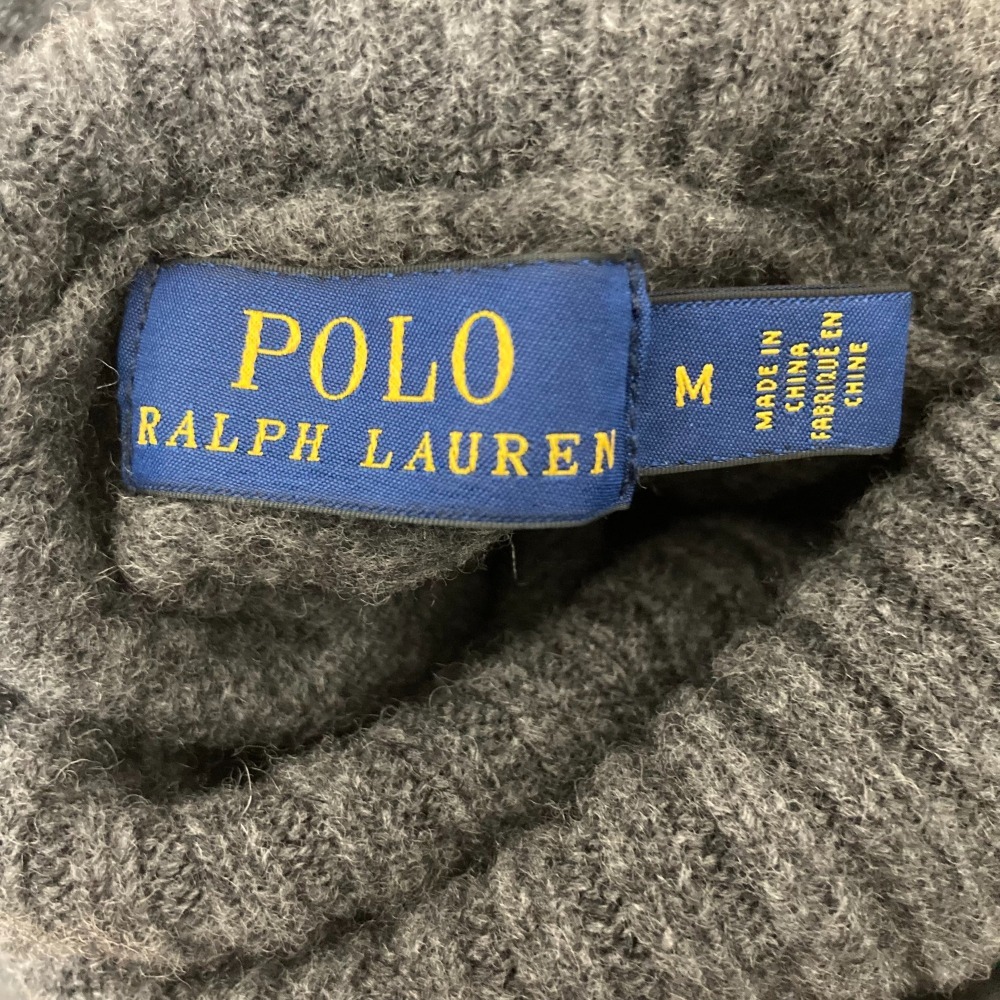 POLO
RALPH LAUREN
M
MADE IN
CHINA
FABRIQUÉ EN
CHINE